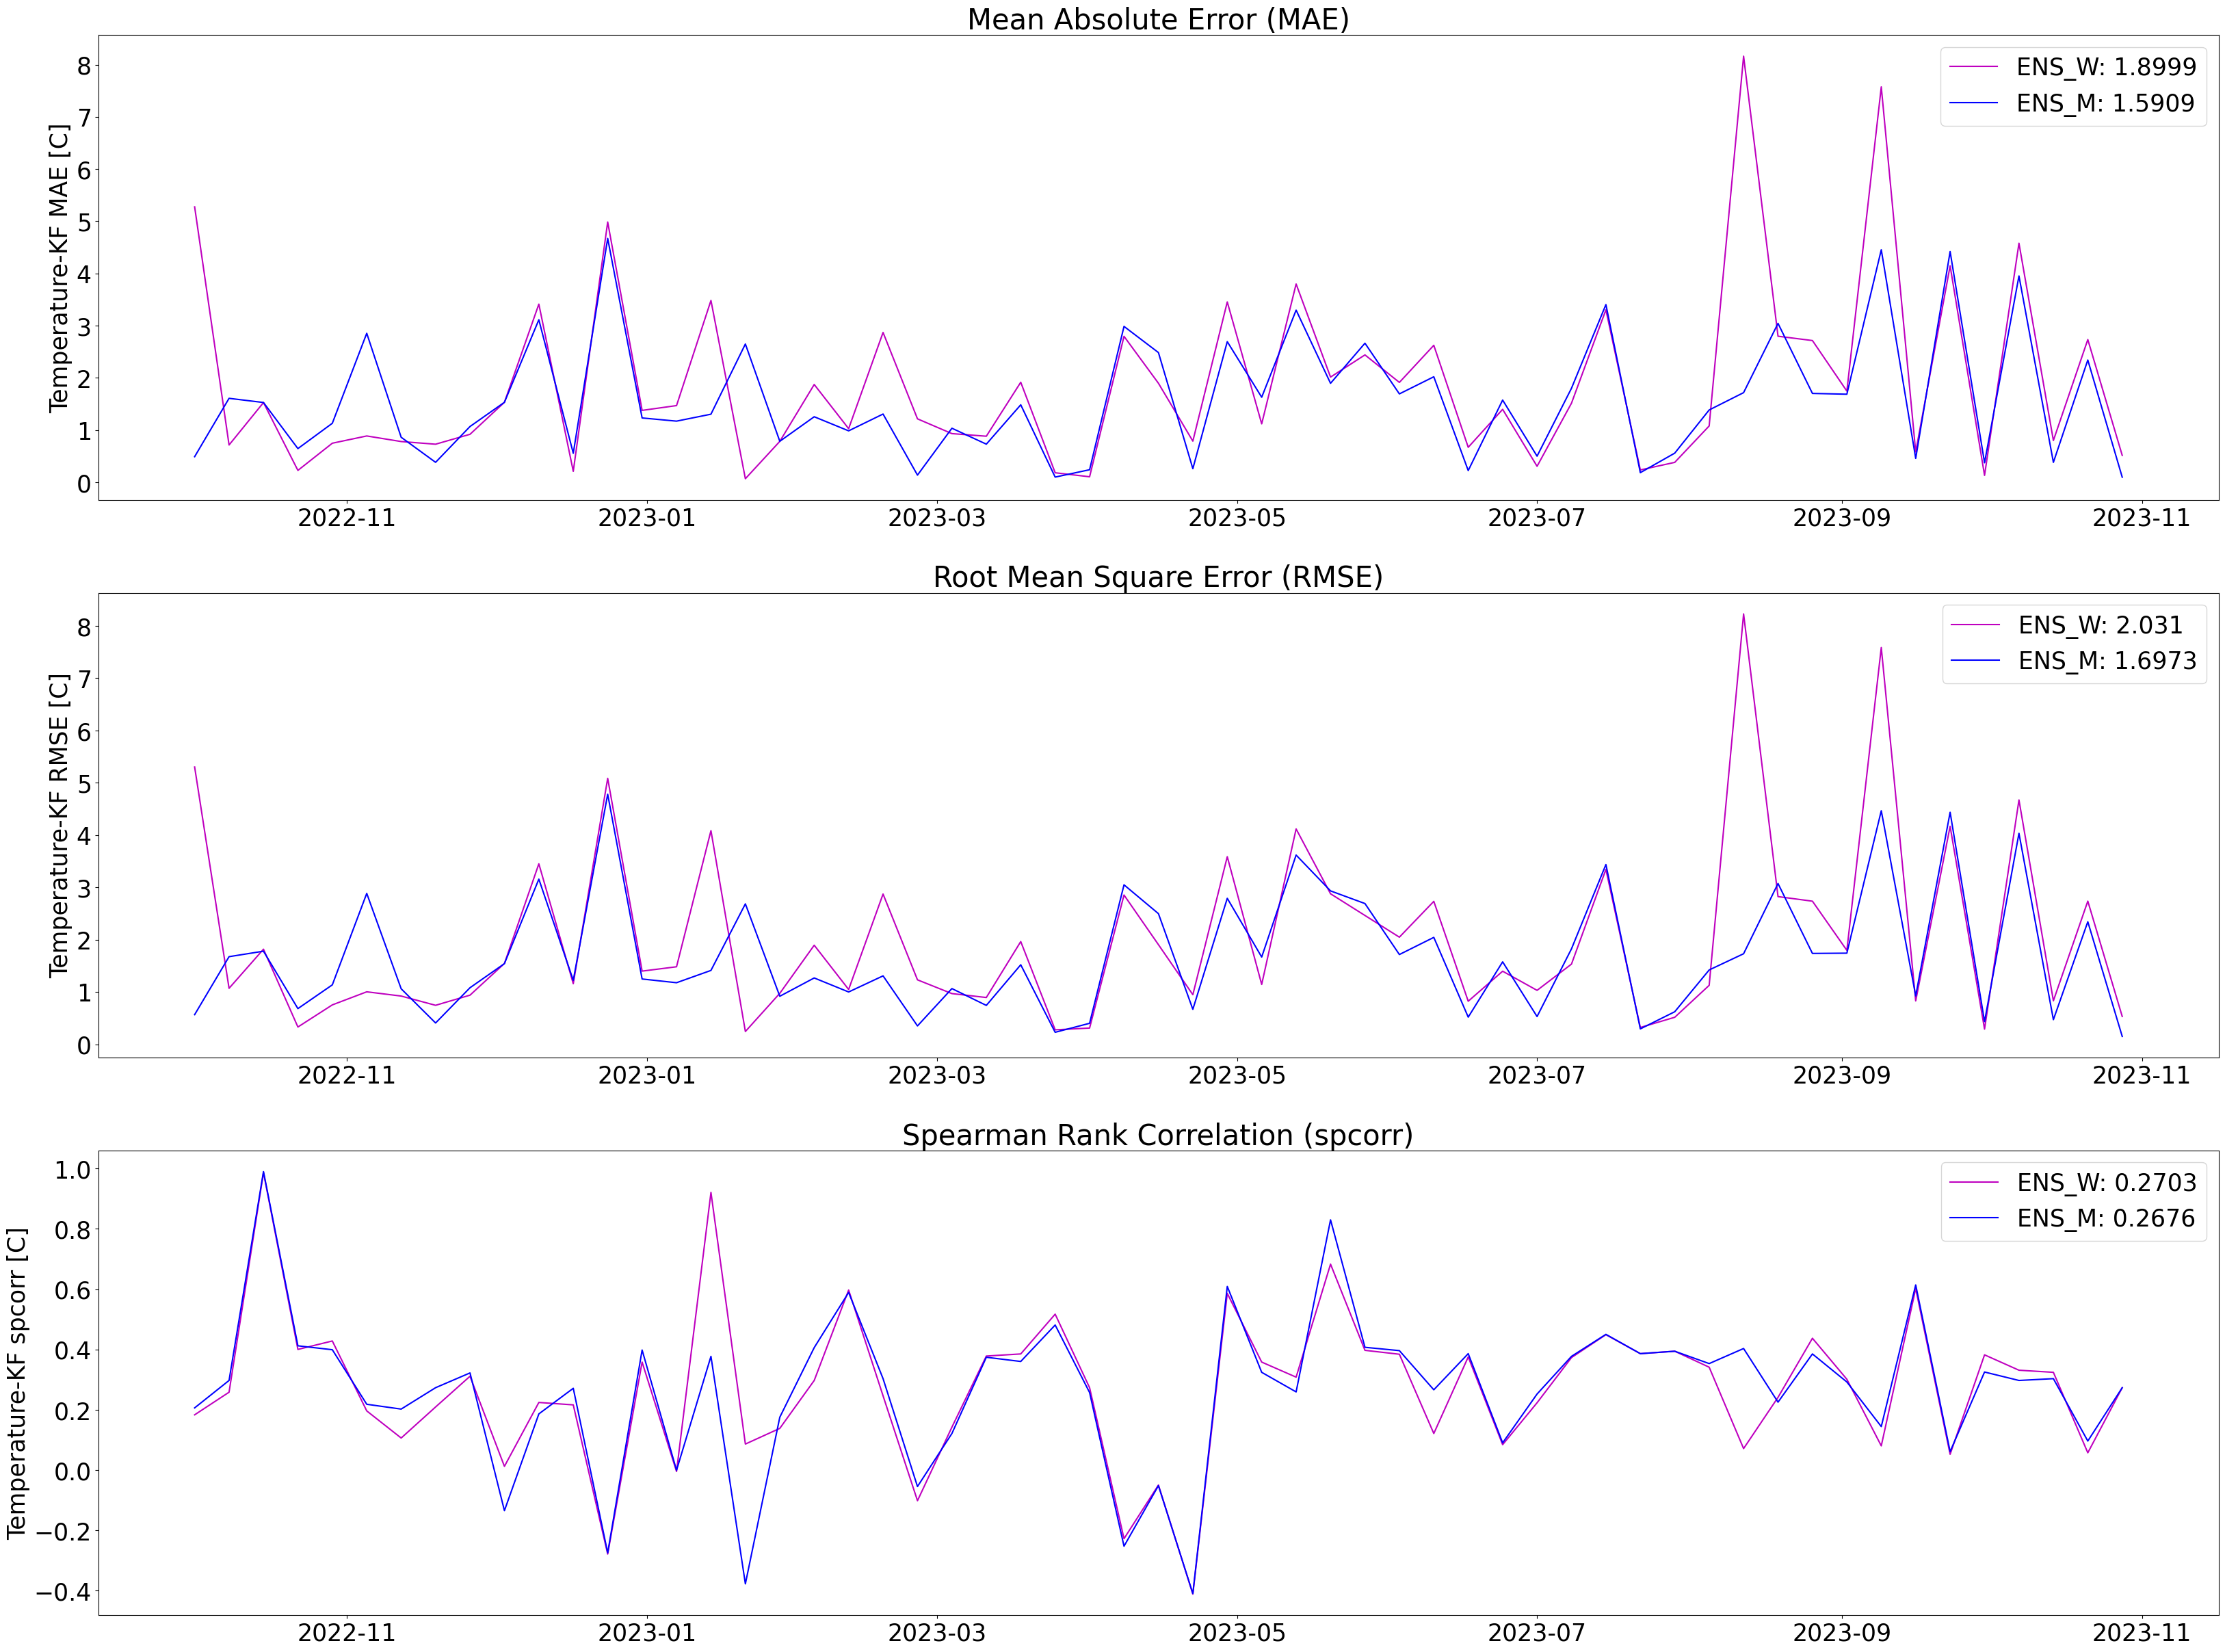 Mean Absolute Error (MAE)
Temperature-KF MAE [C]
8
7
6
5
4
3
2
1
0
ENS_W: 1.8999
ENS_M: 1.5909
2022-11 2023-01 2023-03 2023-05 2023-07 2023-09 2023-11
Root Mean Square Error (RMSE)
Temperature-KF RMSE [C]
8
7
6
5
4
3
2
1
0
ENS_W: 2.031
ENS_M: 1.6973
2022-11 2023-01 2023-03 2023-05 2023-07 2023-09 2023-11
Spearman Rank Correlation (spcorr)
Temperature-KF spcorr [C]
1.0
0.8
0.6
0.4
0.2
0.0
−0.2
−0.4
ENS_W: 0.2703
ENS_M: 0.2676
2022-11 2023-01 2023-03 2023-05 2023-07 2023-09 2023-11